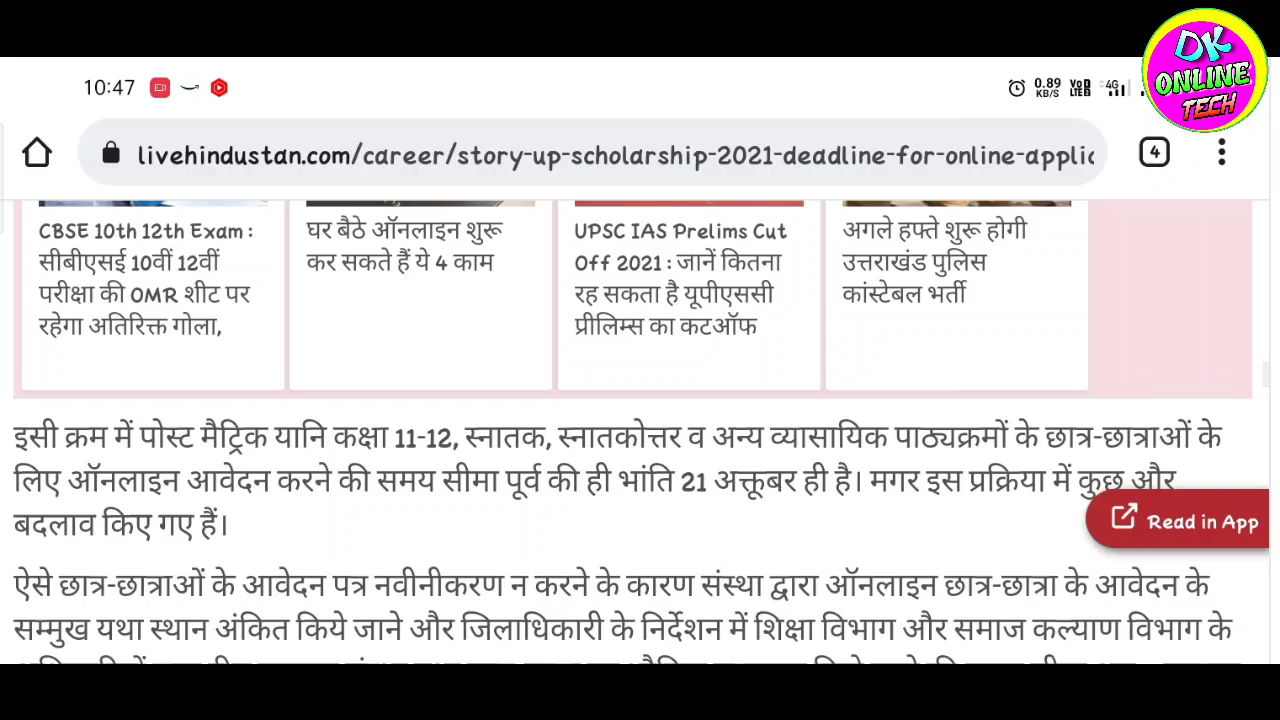 DK
ONLINE
TECH
10:47
0.89
KB/S
Vo
LTE 2
4G
livehindustan.com/career/story-up-scholarship-2021-deadline-for-online-applic
4
CBSE 10th 12th Exam :
सीबीएसई 10वीं 12वीं
परीक्षा की OMR शीट पर
रहेगा अतिरिक्त गोला,
घर बैठे ऑनलाइन शुरू
कर सकते हैं ये 4 काम
UPSC IAS Prelims Cut
Off 2021 : जानें कितना
रह सकता है यूपीएससी
प्रीलिम्स का कटऑफ
अगले हफ्ते शुरू होगी
उत्तराखंड पुलिस
कांस्टेबल भर्ती
इसी क्रम में पोस्ट मैट्रिक यानि कक्षा 11-12, स्नातक, स्नातकोत्तर व अन्य व्यासायिक पाठ्यक्रमों के छात्र-छात्राओं के
लिए ऑनलाइन आवेदन करने की समय सीमा पूर्व की ही भांति 21 अक्तूबर ही है। मगर इस प्रक्रिया में कुछ और
बदलाव किए गए हैं।
Read in App
ऐसे छात्र-छात्राओं के आवेदन पत्र नवीनीकरण न करने के कारण संस्था द्वारा ऑनलाइन छात्र-छात्रा के आवेदन के
सम्मुख यथा स्थान अंकित किये जाने और जिलाधिकारी के निर्देशन में शिक्षा विभाग और समाज कल्याण विभाग के